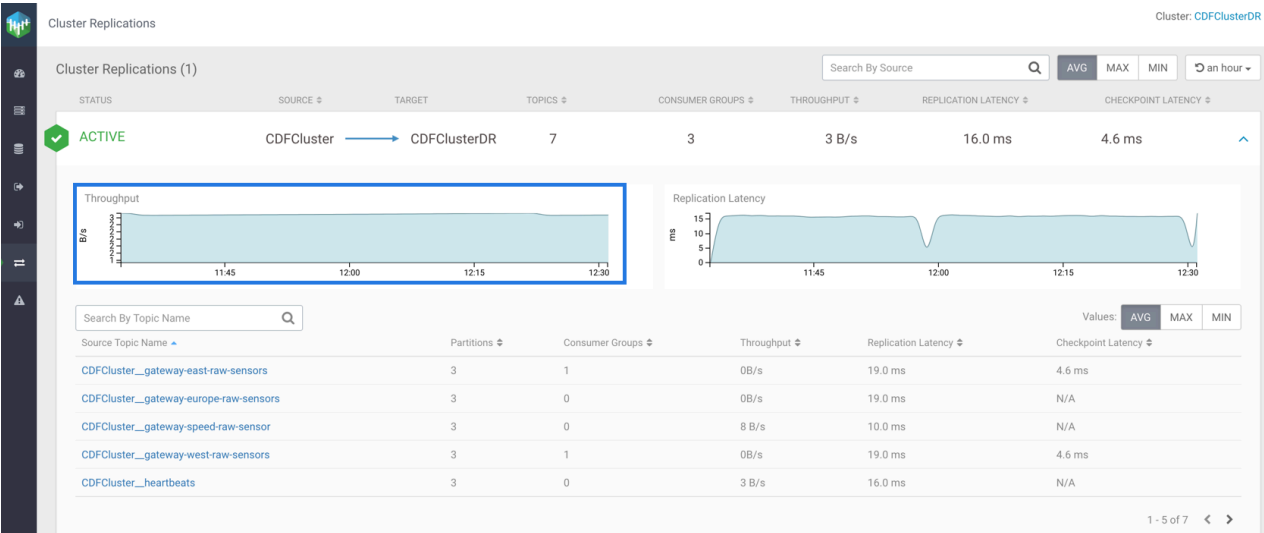 Cluster Replications
Cluster: CDFClusterDR
Cluster Replications (1)
Search By Source
AVG MAX MIN
an hour
STATUS SOURCE TARGET TOPICS CONSUMER GROUPS THROUGHPUT REPLICATION LATENCY CHECKPOINT LATENCY
ACTIVE CDFCluster CDFClusterDR 7 3 3 B/s 16.0 ms 4.6 ms
Throughput
B/s
3
3
2
2
2
2
1
11:45 12:00 12:15 12:30
Replication Latency
ms
15
10
5
0
11:45 12:00 12:15 12:30
Search By Topic Name
Values: AVG MAX MIN
Source Topic Name Partitions Consumer Groups Throughput Replication Latency Checkpoint Latency
CDFCluster__gateway-east-raw-sensors 3 1 0B/s 19.0 ms 4.6 ms
CDFCluster__gateway-europe-raw-sensors 3 0 0B/s 19.0 ms N/A
CDFCluster__gateway-speed-raw-sensor 3 0 8 B/s 10.0 ms N/A
CDFCluster__gateway-west-raw-sensors 3 1 0B/s 19.0 ms 4.6 ms
CDFCluster__heartbeats 3 0 3 B/s 16.0 ms N/A
1 - 5 of 7